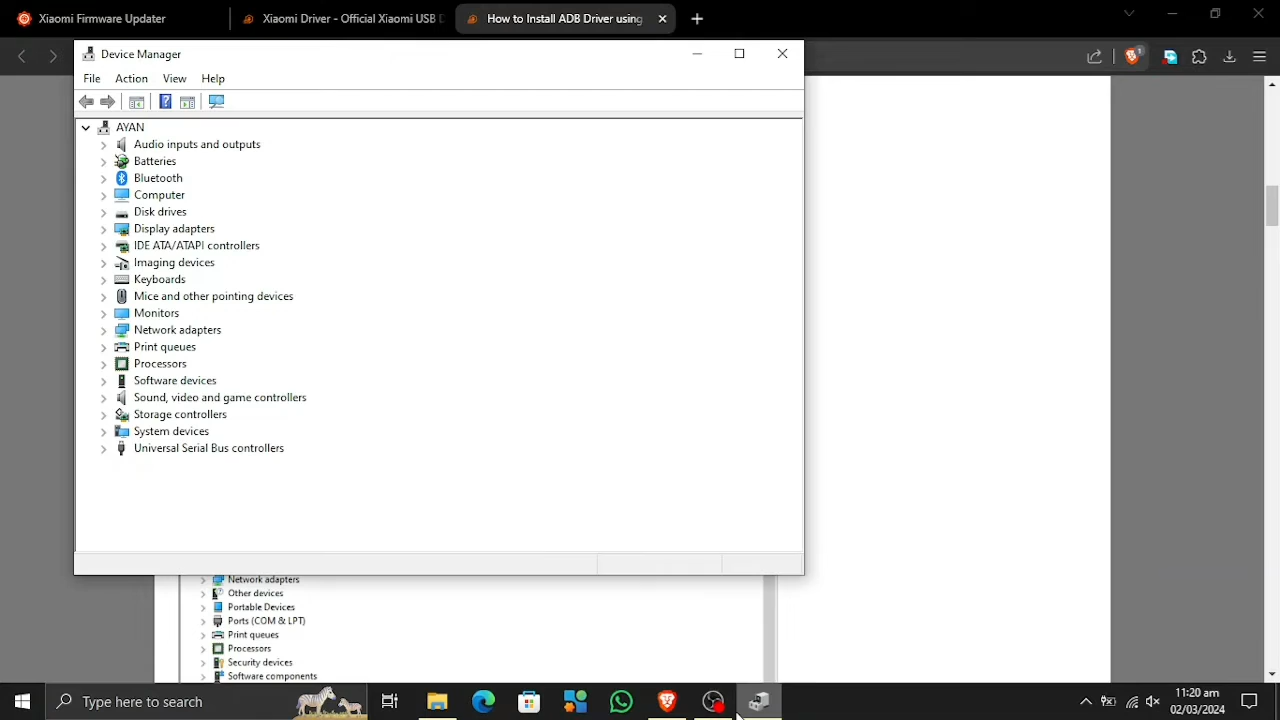 Xiaomi Firmware Updater
Xiaomi Driver - Official Xiaomi USB D
How to Install ADB Driver using
Device Manager
File Action View Help
AYAN
Audio inputs and outputs
Batteries
Bluetooth
Computer
Disk drives
Display adapters
IDE ATA/ATAPI controllers
Imaging devices
Keyboards
Mice and other pointing devices
Monitors
Network adapters
Print queues
Processors
Software devices
Sound, video and game controllers
Storage controllers
System devices
Universal Serial Bus controllers
Network adapters
Other devices
Portable Devices
Ports (COM & LPT)
Print queues
Processors
Security devices
Software components
Type here to search
11:20 am
02/03/2024